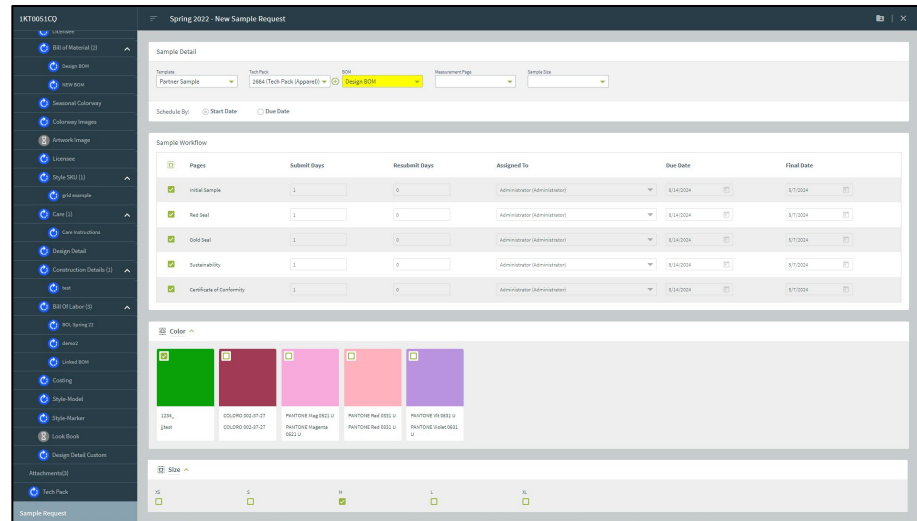 1KT0051CQ
Spring 2022 - New Sample Request
Licensee
Bill of Material (2)
Design BOM
NEW BOM
Seasonal Colorway
Colorway Images
Artwork Image
Licensee
Style SKU (1)
grid example
Care (1)
Care Instructions
Design Detail
Construction Details (1)
test
Bill Of Labor (3)
BOL Spring 22
demo2
Linked BOM
Costing
Style-Model
Style-Marker
Look Book
Design Detail Custom
Attachments(3)
Tech Pack
Sample Request
Sample Detail
Template Tech Pack BOM Measurement Page Sample Size
Partner Sample 2664 (Tech Pack (Apparel)) Design BOM
Schedule By: Start Date Due Date
Sample Workflow
Pages Submit Days Resubmit Days Assigned To Due Date Final Date
Initial Sample 1 0 Administrator (Administrator) 8/14/2024 8/7/2024
Red Seal 1 0 Administrator (Administrator) 8/14/2024 8/7/2024
Gold Seal 1 0 Administrator (Administrator) 8/14/2024 8/7/2024
Sustainability 1 0 Administrator (Administrator) 8/14/2024 8/7/2024
Certificate of Conformity 1 0 Administrator (Administrator) 8/14/2024 8/7/2024
Color
1234_ COLORO 002-37-27 PANTONE Mag 0521 U PANTONE Red 0331 U PANTONE Vlt 0631 U
jjtest COLORO 002-37-27 PANTONE Magenta PANTONE Red 0331 U PANTONE Violet 0631
0521 U U
Size
XS S M L XL